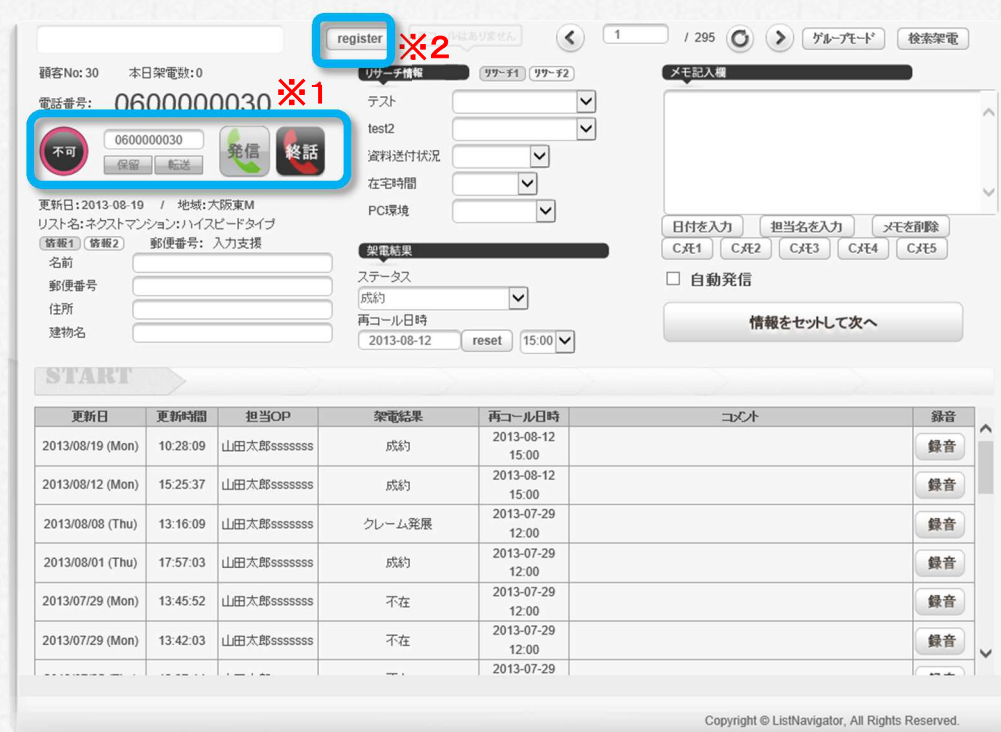 register
※2
ールはありません
1
/ 295
グループモード
検索架電
顧客No: 30
本日架電数:0
電話番号:
0600000030
※1
不可
0600000030
保留
転送
発信
終話
更新日:2013-08-19 / 地域:大阪東M
リスト名:ネクストマンション:ハイスピードタイプ
情報1
情報2
郵便番号: 入力支援
名前
郵便番号
住所
建物名
リサーチ情報
リサーチ1
リサーチ2
テスト
test2
資料送付状況
在宅時間
PC環境
架電結果
ステータス
成約
再コール日時
2013-08-12
reset
15:00
メモ記入欄
日付を入力
担当名を入力
メモを削除
Cメモ1
Cメモ2
Cメモ3
Cメモ4
Cメモ5
自動発信
情報をセットして次へ
START
更新日 更新時間 担当OP 架電結果 再コール日時 コメント 録音
2013/08/19 (Mon) 10:28:09 山田太郎sssssss 成約 2013-08-12 15:00 録音
2013/08/12 (Mon) 15:25:37 山田太郎sssssss 成約 2013-08-12 15:00 録音
2013/08/08 (Thu) 13:16:09 山田太郎sssssss クレーム発展 2013-07-29 12:00 録音
2013/08/01 (Thu) 17:57:03 山田太郎sssssss 成約 2013-07-29 12:00 録音
2013/07/29 (Mon) 13:45:52 山田太郎sssssss 不在 2013-07-29 12:00 録音
2013/07/29 (Mon) 13:42:03 山田太郎sssssss 不在 2013-07-29 12:00 録音
2013-07-29
Copyright © ListNavigator, All Rights Reserved.